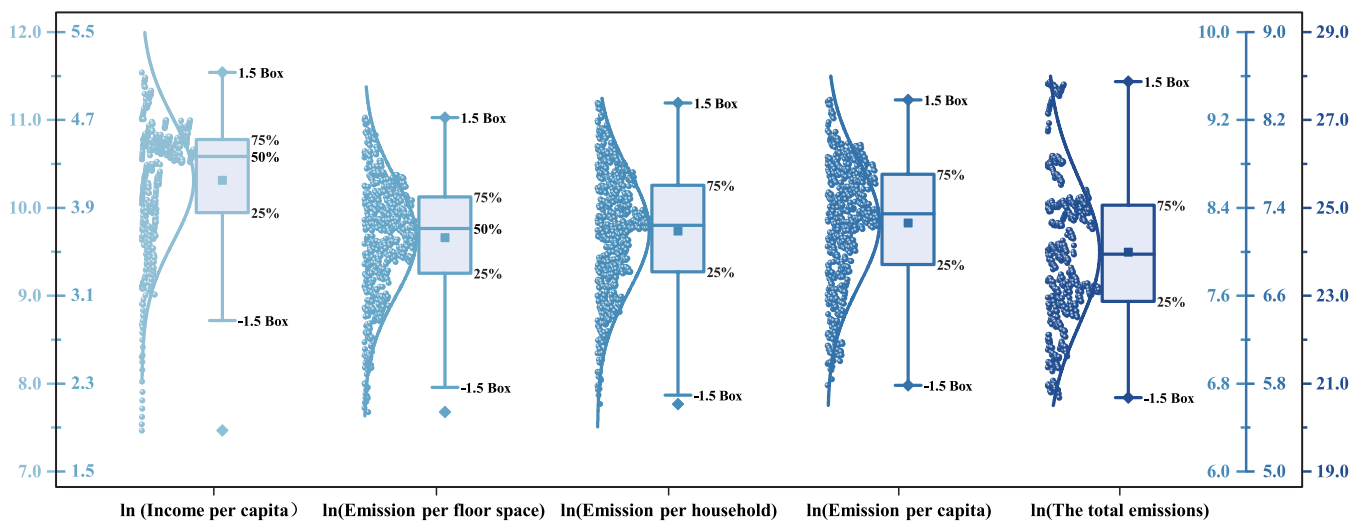 12.0 5.5 10.0 9.0 29.0
1.5 Box
1.5 Box
1.5 Box
1.5 Box
1.5 Box
11.0 4.7 9.2 8.2 27.0
75%
50%
25%
75%
50%
25%
75%
25%
75%
25%
75%
25%
10.0 3.9 8.4 7.4 25.0
9.0 3.1 7.6 6.6 23.0
-1.5 Box
-1.5 Box
-1.5 Box
-1.5 Box
-1.5 Box
8.0 2.3 6.8 5.8 21.0
7.0 1.5 6.0 5.0 19.0
ln (Income per capita） ln(Emission per floor space) ln(Emission per household) ln(Emission per capita) ln(The total emissions)